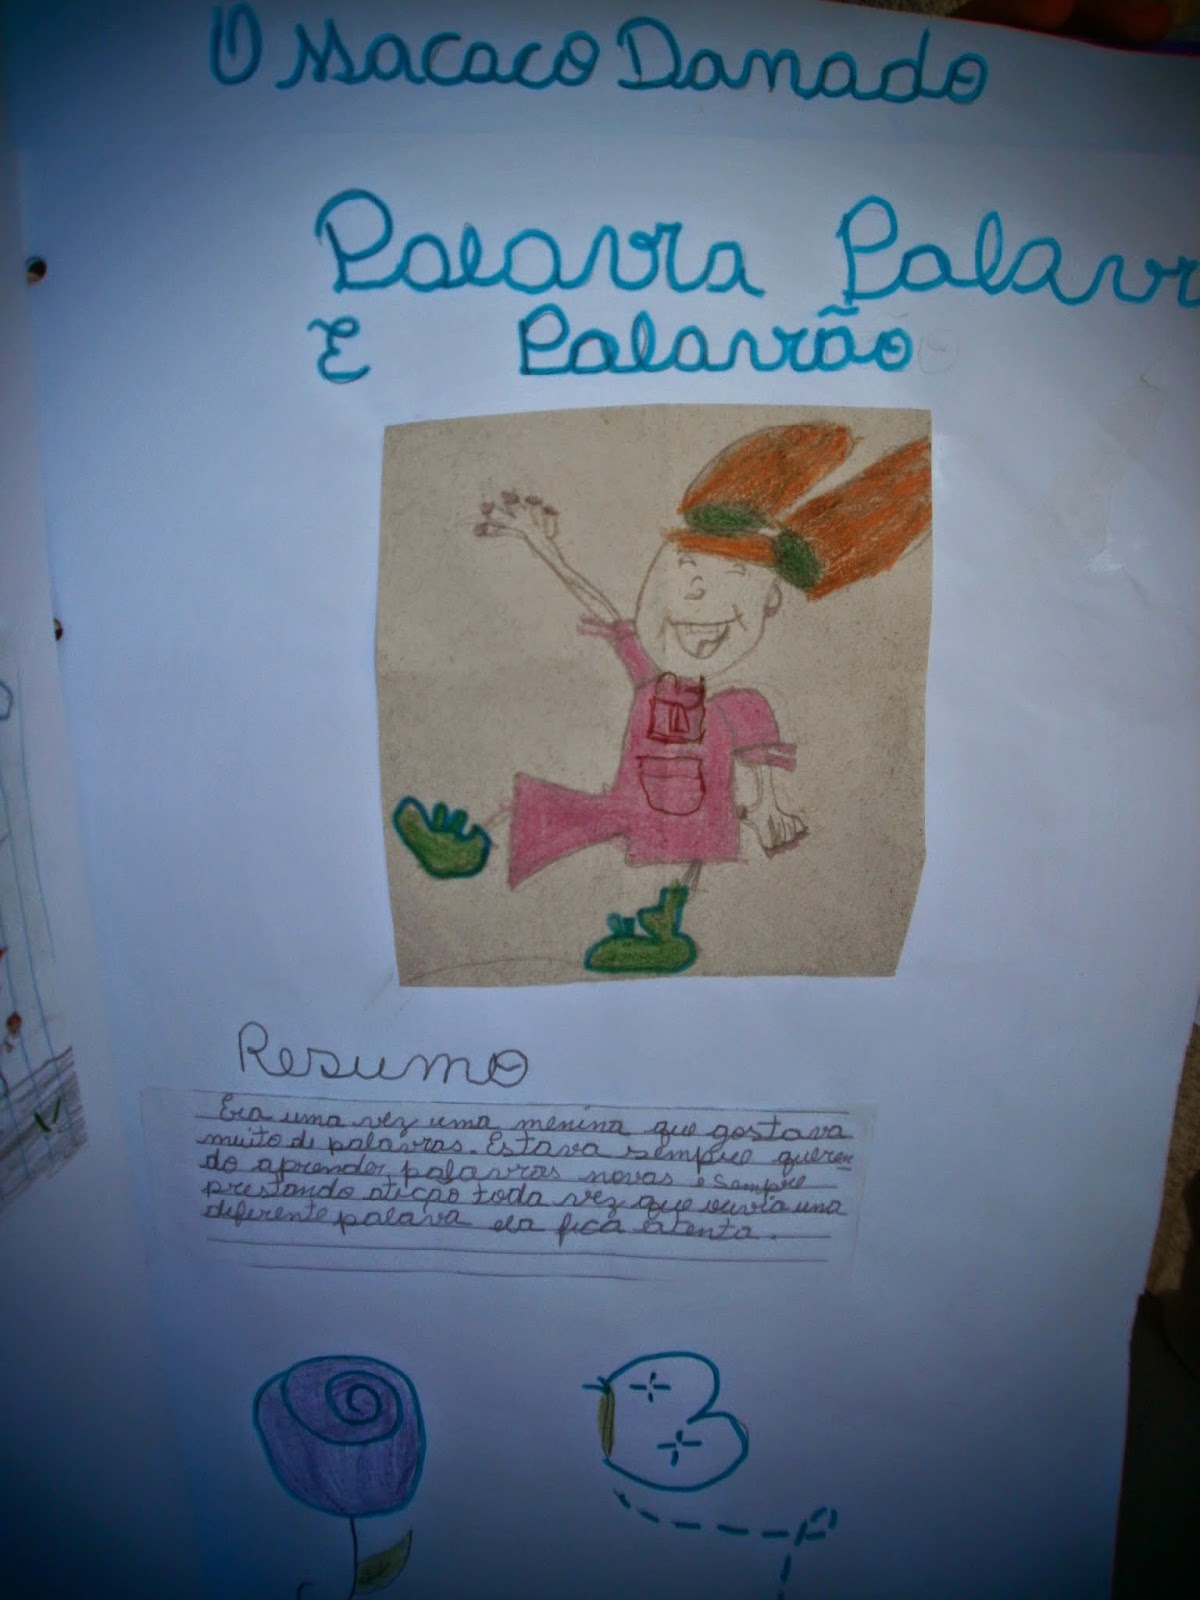 O Macaco Danado
Palavra Palavr
E Palavrão
Resumo
Era uma vez uma menina que gostava
muito de palavras. Estava sempre queren
do aprender palavras novas e sempre
prestando atição toda vez que ouvia uma
diferente palava ela fica atenta.